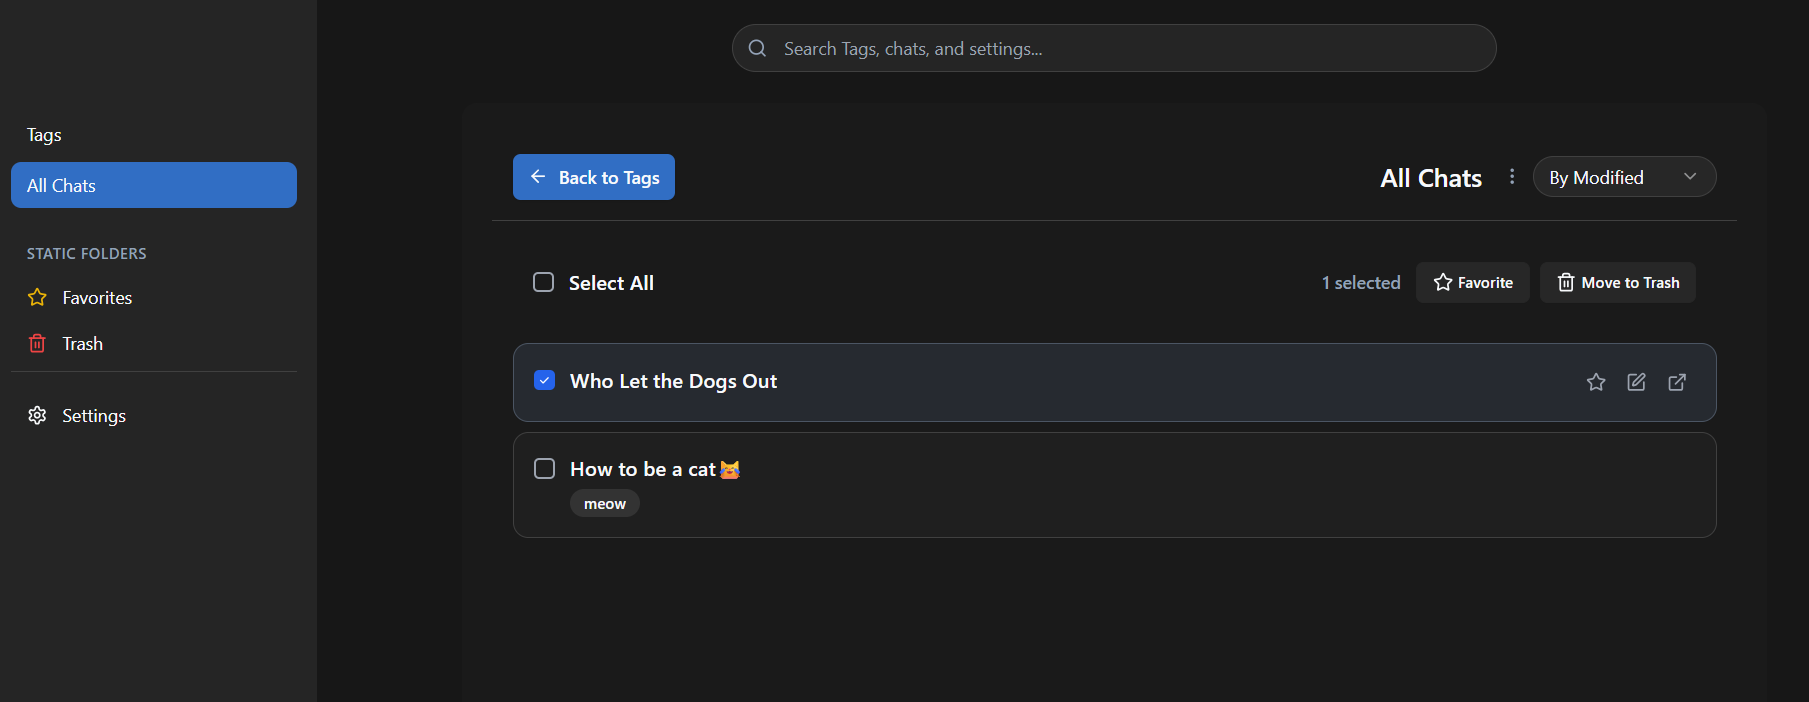 Search Tags, chats, and settings...
Tags
All Chats
STATIC FOLDERS
Favorites
Trash
Settings
Back to Tags
All Chats
By Modified
Select All
1 selected
Favorite
Move to Trash
Who Let the Dogs Out
How to be a cat😹
meow